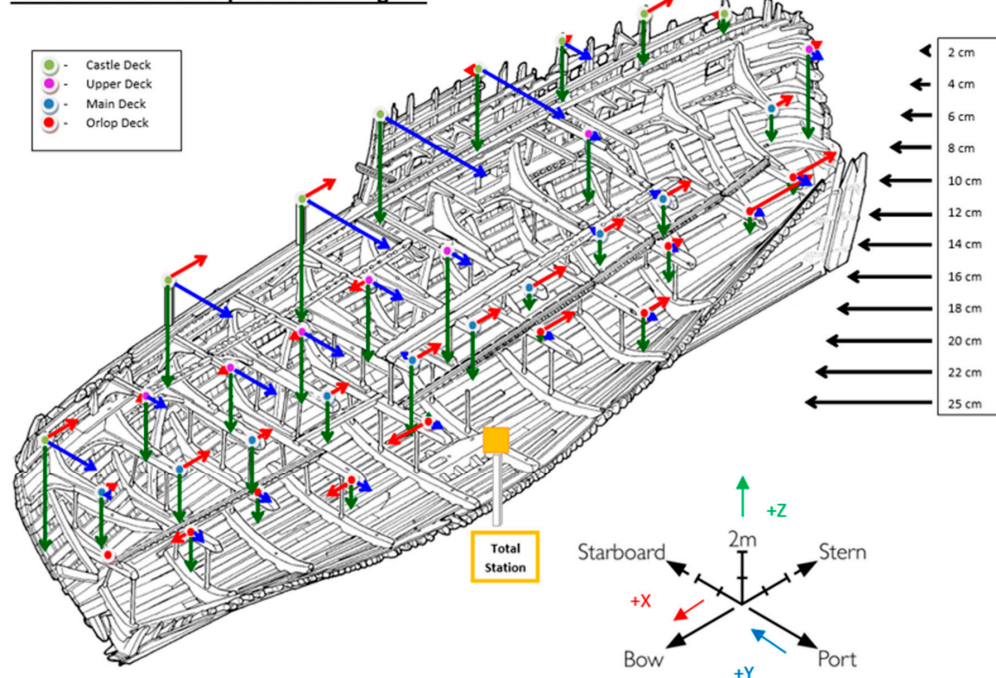 - Castle Deck
- Upper Deck
- Main Deck
- Orlop Deck
2 cm
4 cm
6 cm
8 cm
10 cm
12 cm
14 cm
16 cm
18 cm
20 cm
22 cm
25 cm
Total
Station
+Z
2m
Starboard
Stern
+X
Bow
Port
+Y